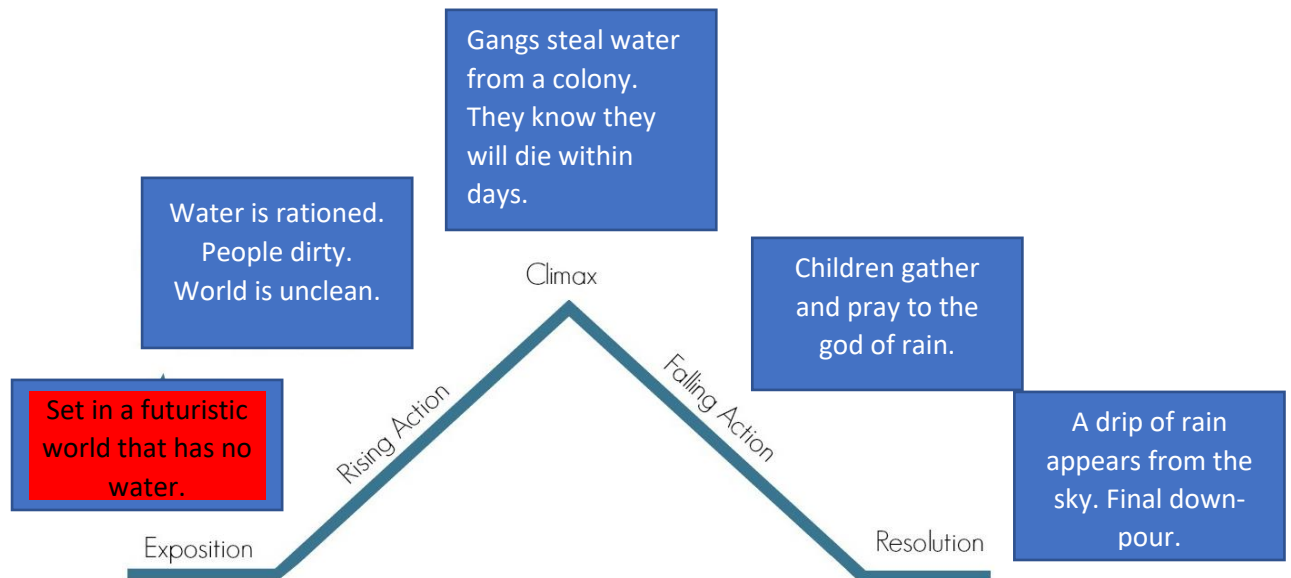 Gangs steal water
from a colony.
They know they
will die within
days.
Water is rationed.
People dirty.
World is unclean.
Climax
Children gather
and pray to the
god of rain.
Set in a futuristic
world that has no
water.
Rising Action
Falling Action
A drip of rain
appears from the
sky. Final down-
pour.
Exposition
Resolution